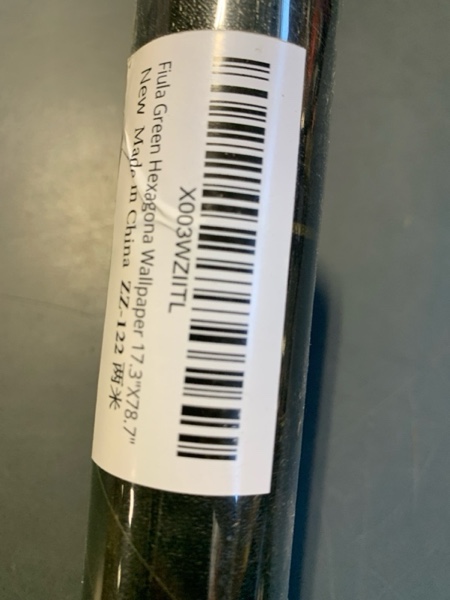 X003WZIITL
Fiula Green Hexagona Wallpaper 17.3"X78.7"
New Made in China ZZ-122 两米